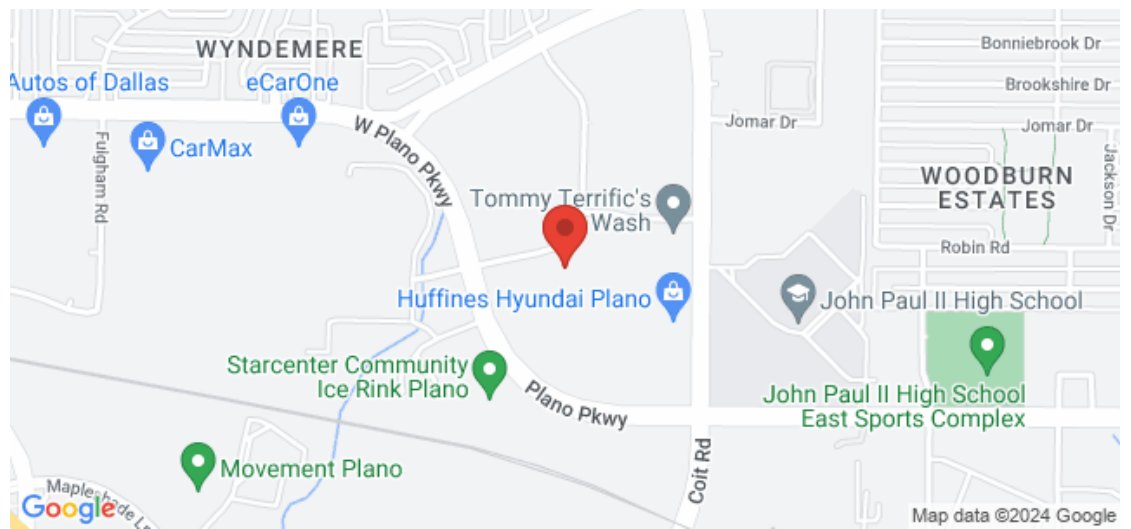 WYNDEMERE
Bonniebrook Dr
Autos of Dallas
eCarOne
Brookshire Dr
Jomar Dr
Jomar Dr
W Plano Pkwy
CarMax
Fulgham Rd
Jackson Dr
WOODBURN
ESTATES
Tommy Terrific's
Wash
Robin Rd
Huffines Hyundai Plano
John Paul II High School
Starcenter Community
Ice Rink Plano
Plano Pkwy
John Paul II High School
East Sports Complex
Coit Rd
Movement Plano
Mapleshade Ln
Google
Map data ©2024 Google